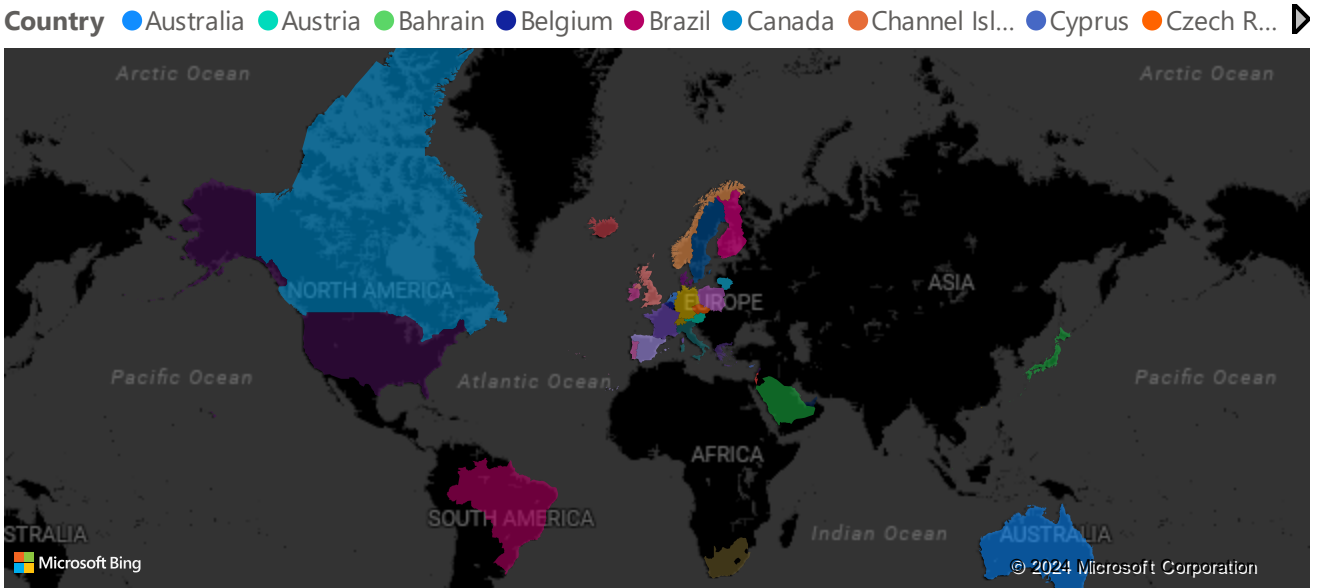 Country Australia Austria Bahrain Belgium Brazil Canada Channel Isl... Cyprus Czech R...
Arctic Ocean Arctic Ocean
NORTH AMERICA ASIA
EUROPE
Pacific Ocean Atlantic Ocean Pacific Ocean
AFRICA
SOUTH AMERICA
STRALIA Indian Ocean AUSTRALIA
Microsoft Bing © 2024 Microsoft Corporation